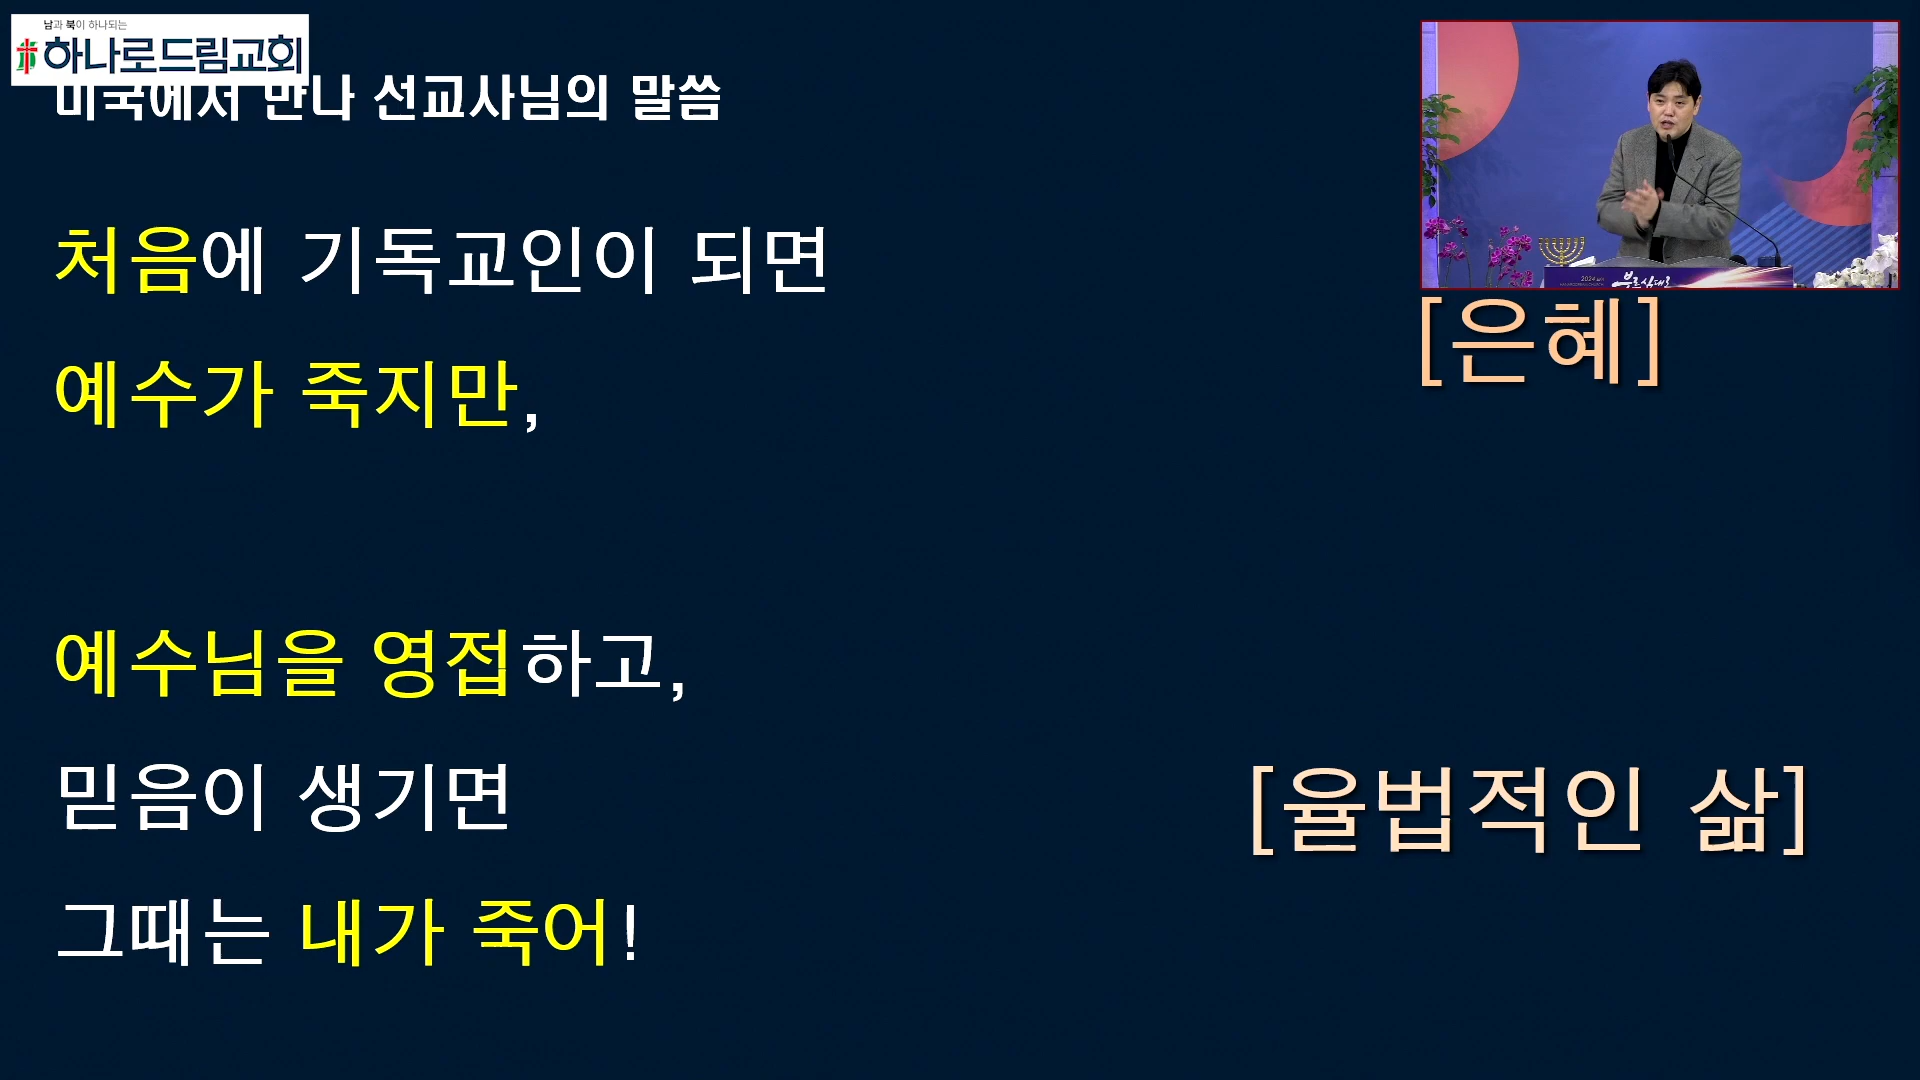 남과 북이 하나되는
하나로드림교회
미국에서 만나 선교사님의 말씀
처음에 기독교인이 되면
[은혜]
예수가 죽지만,
예수님을 영접하고,
믿음이 생기면
[율법적인 삶]
그때는 내가 죽어!
2024